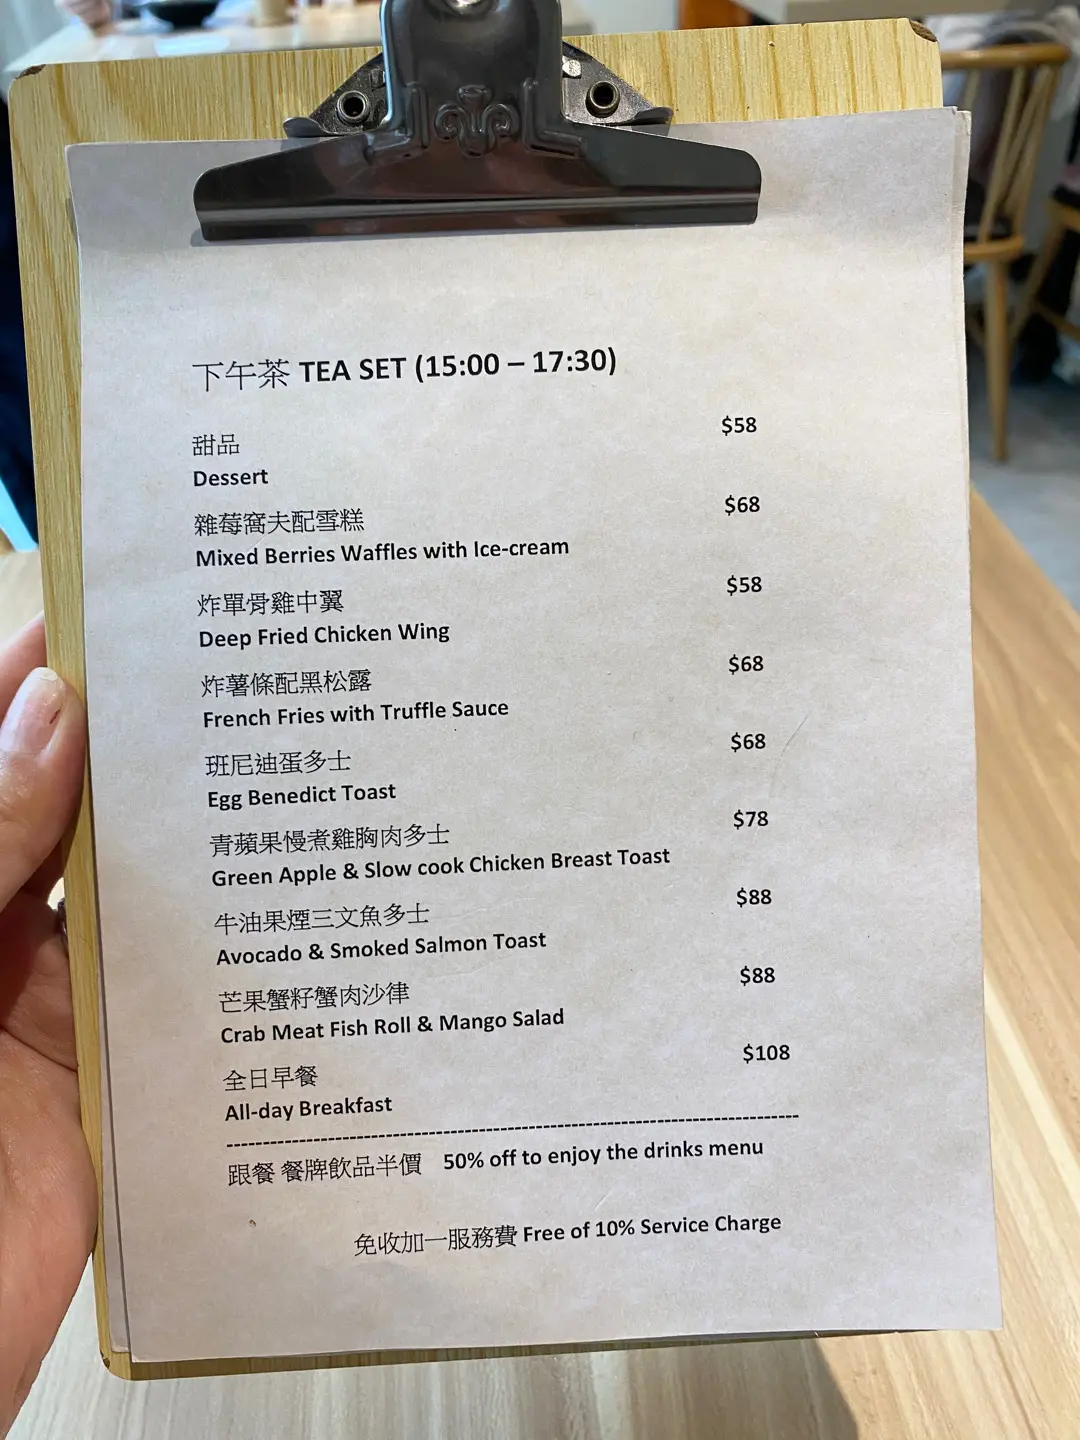 下午茶 TEA SET (15:00 – 17:30)
甜品 $58
Dessert
雜莓窩夫配雪糕 $68
Mixed Berries Waffles with Ice-cream
炸單骨雞中翼 $58
Deep Fried Chicken Wing
炸薯條配黑松露 $68
French Fries with Truffle Sauce
班尼迪蛋多士 $68
Egg Benedict Toast
青蘋果慢煮雞胸肉多士 $78
Green Apple & Slow cook Chicken Breast Toast
牛油果煙三文魚多士 $88
Avocado & Smoked Salmon Toast
芒果蟹籽蟹肉沙律 $88
Crab Meat Fish Roll & Mango Salad
全日早餐 $108
All-day Breakfast
跟餐 餐牌飲品半價 50% off to enjoy the drinks menu
免收加一服務費 Free of 10% Service Charge